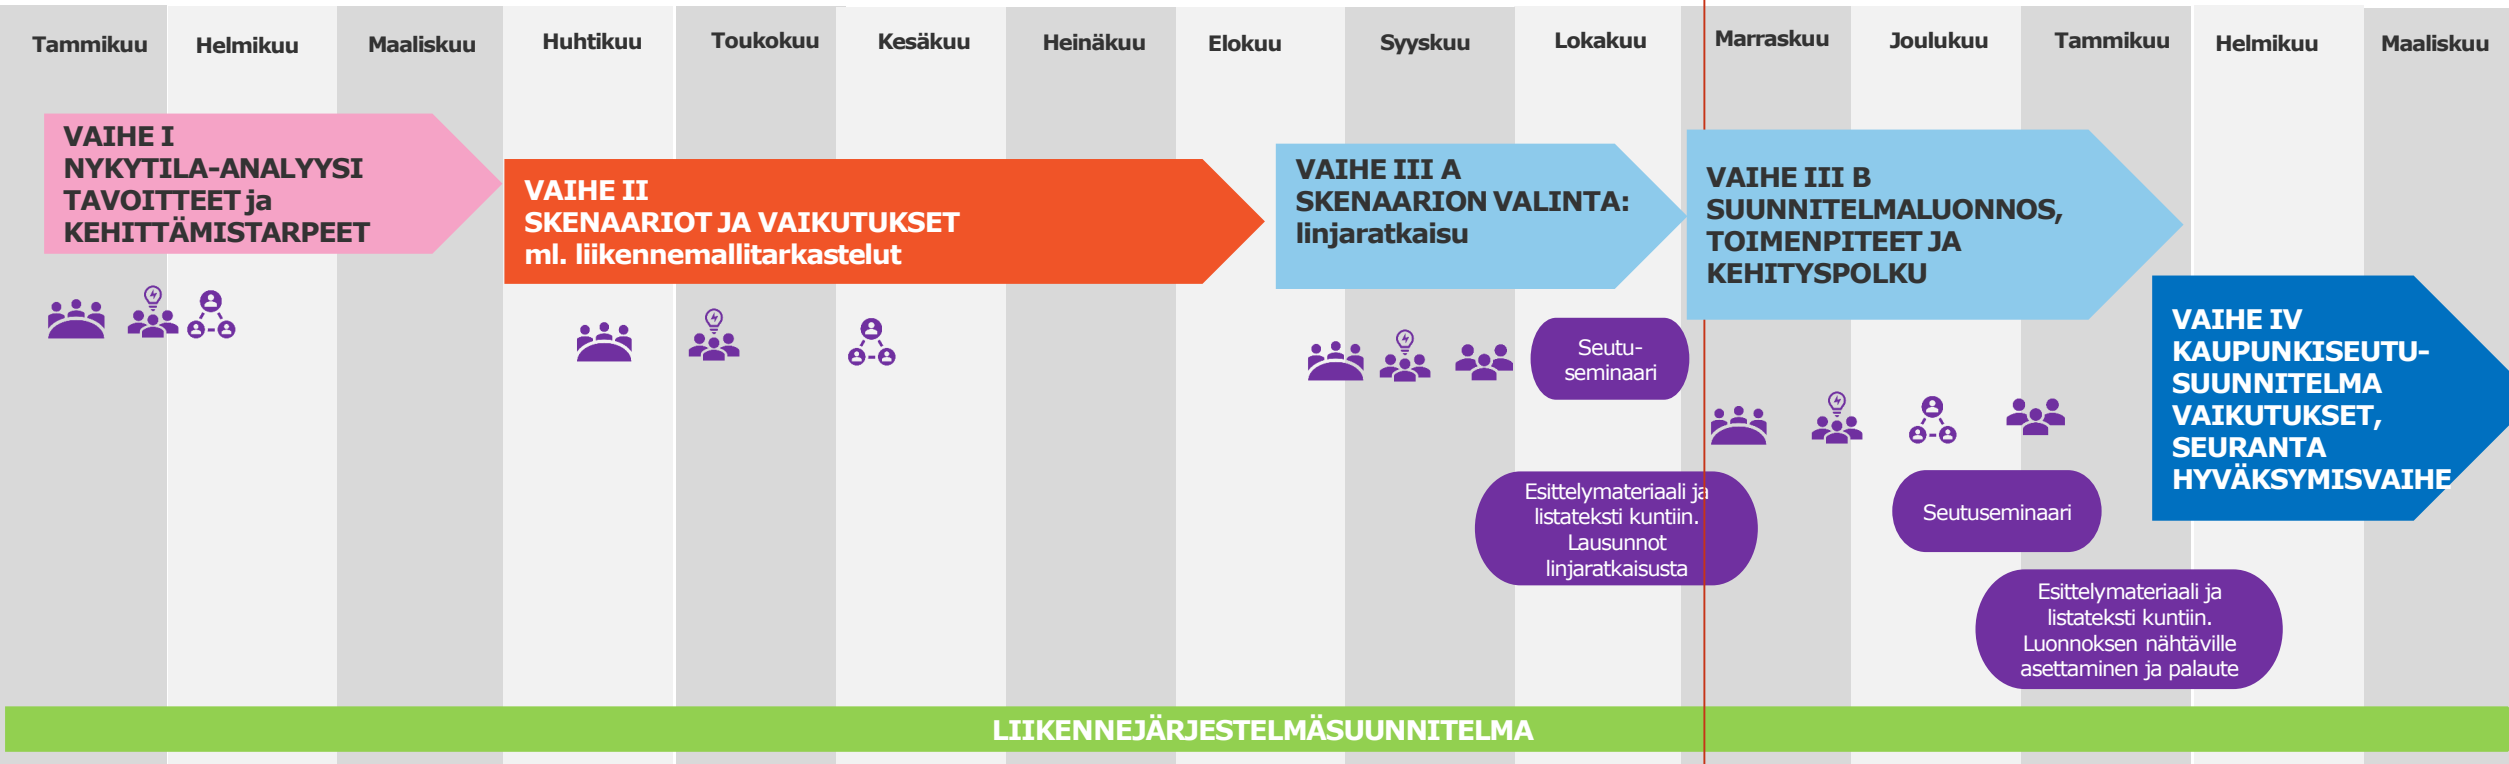 Tammikuu
Helmikuu
Maaliskuu
Huhtikuu
Toukokuu
Kesäkuu
Heinäkuu
Elokuu
Syyskuu
Lokakuu
Marraskuu
Joulukuu
Tammikuu
Helmikuu
Maaliskuu
VAIHE I
NYKYTILA-ANALYYSI
TAVOITTEET ja
KEHITTÄMISTARPEET
VAIHE II
SKENAARIOT JA VAIKUTUKSET
ml. liikennemallitarkastelut
VAIHE III A
SKENAARION VALINTA:
linjaratkaisu
VAIHE III B
SUUNNITELMALUONNOS,
TOIMENPITEET JA
KEHITYSPOLKU
VAIHE IV
KAUPUNKISEUTU-
SUUNNITELMA
VAIKUTUKSET,
SEURANTA
HYVÄKSYMISVAIHE
Seutu-
seminaari
Esittelymateriaali ja
listateksti kuntiin.
Lausunnot
linjaratkaisusta
Seutuseminaari
Esittelymateriaali ja
listateksti kuntiin.
Luonnoksen nähtäville
asettaminen ja palaute
LIIKENNEJÄRJESTELMÄSUUNNITELMA